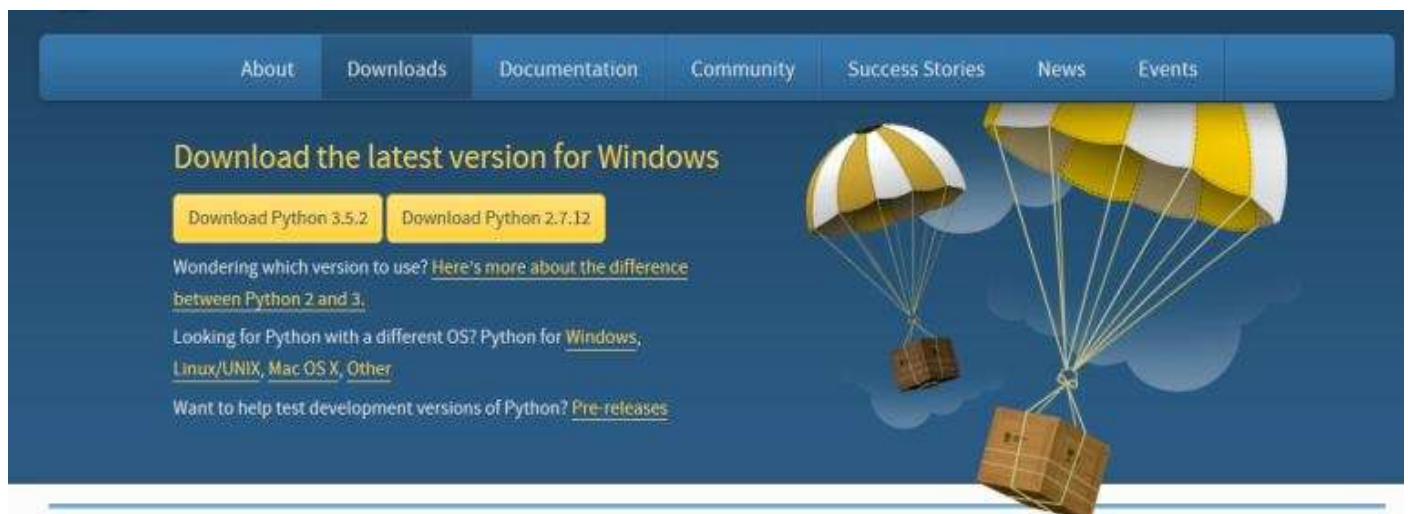 About Downloads Documentation Community Success Stories News Events
Download the latest version for Windows
Download Python 3.5.2 Download Python 2.7.12
Wondering which version to use? Here's more about the difference
between Python 2 and 3.
Looking for Python with a different OS? Python for Windows,
Linux/UNIX, Mac OS X, Other
Want to help test development versions of Python? Pre-releases